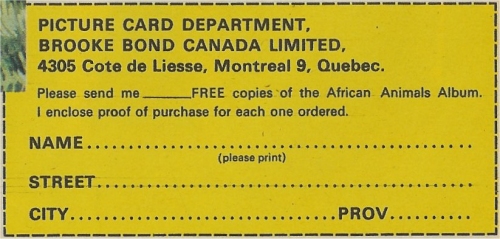 PICTURE CARD DEPARTMENT,
BROOKE BOND CANADA LIMITED,
4305 Cote de Liesse, Montreal 9, Quebec.
Please send me ______FREE copies of the African Animals Album.
I enclose proof of purchase for each one ordered.
NAME..................................................
(please print)
STREET.................................................
CITY..................................PROV..........